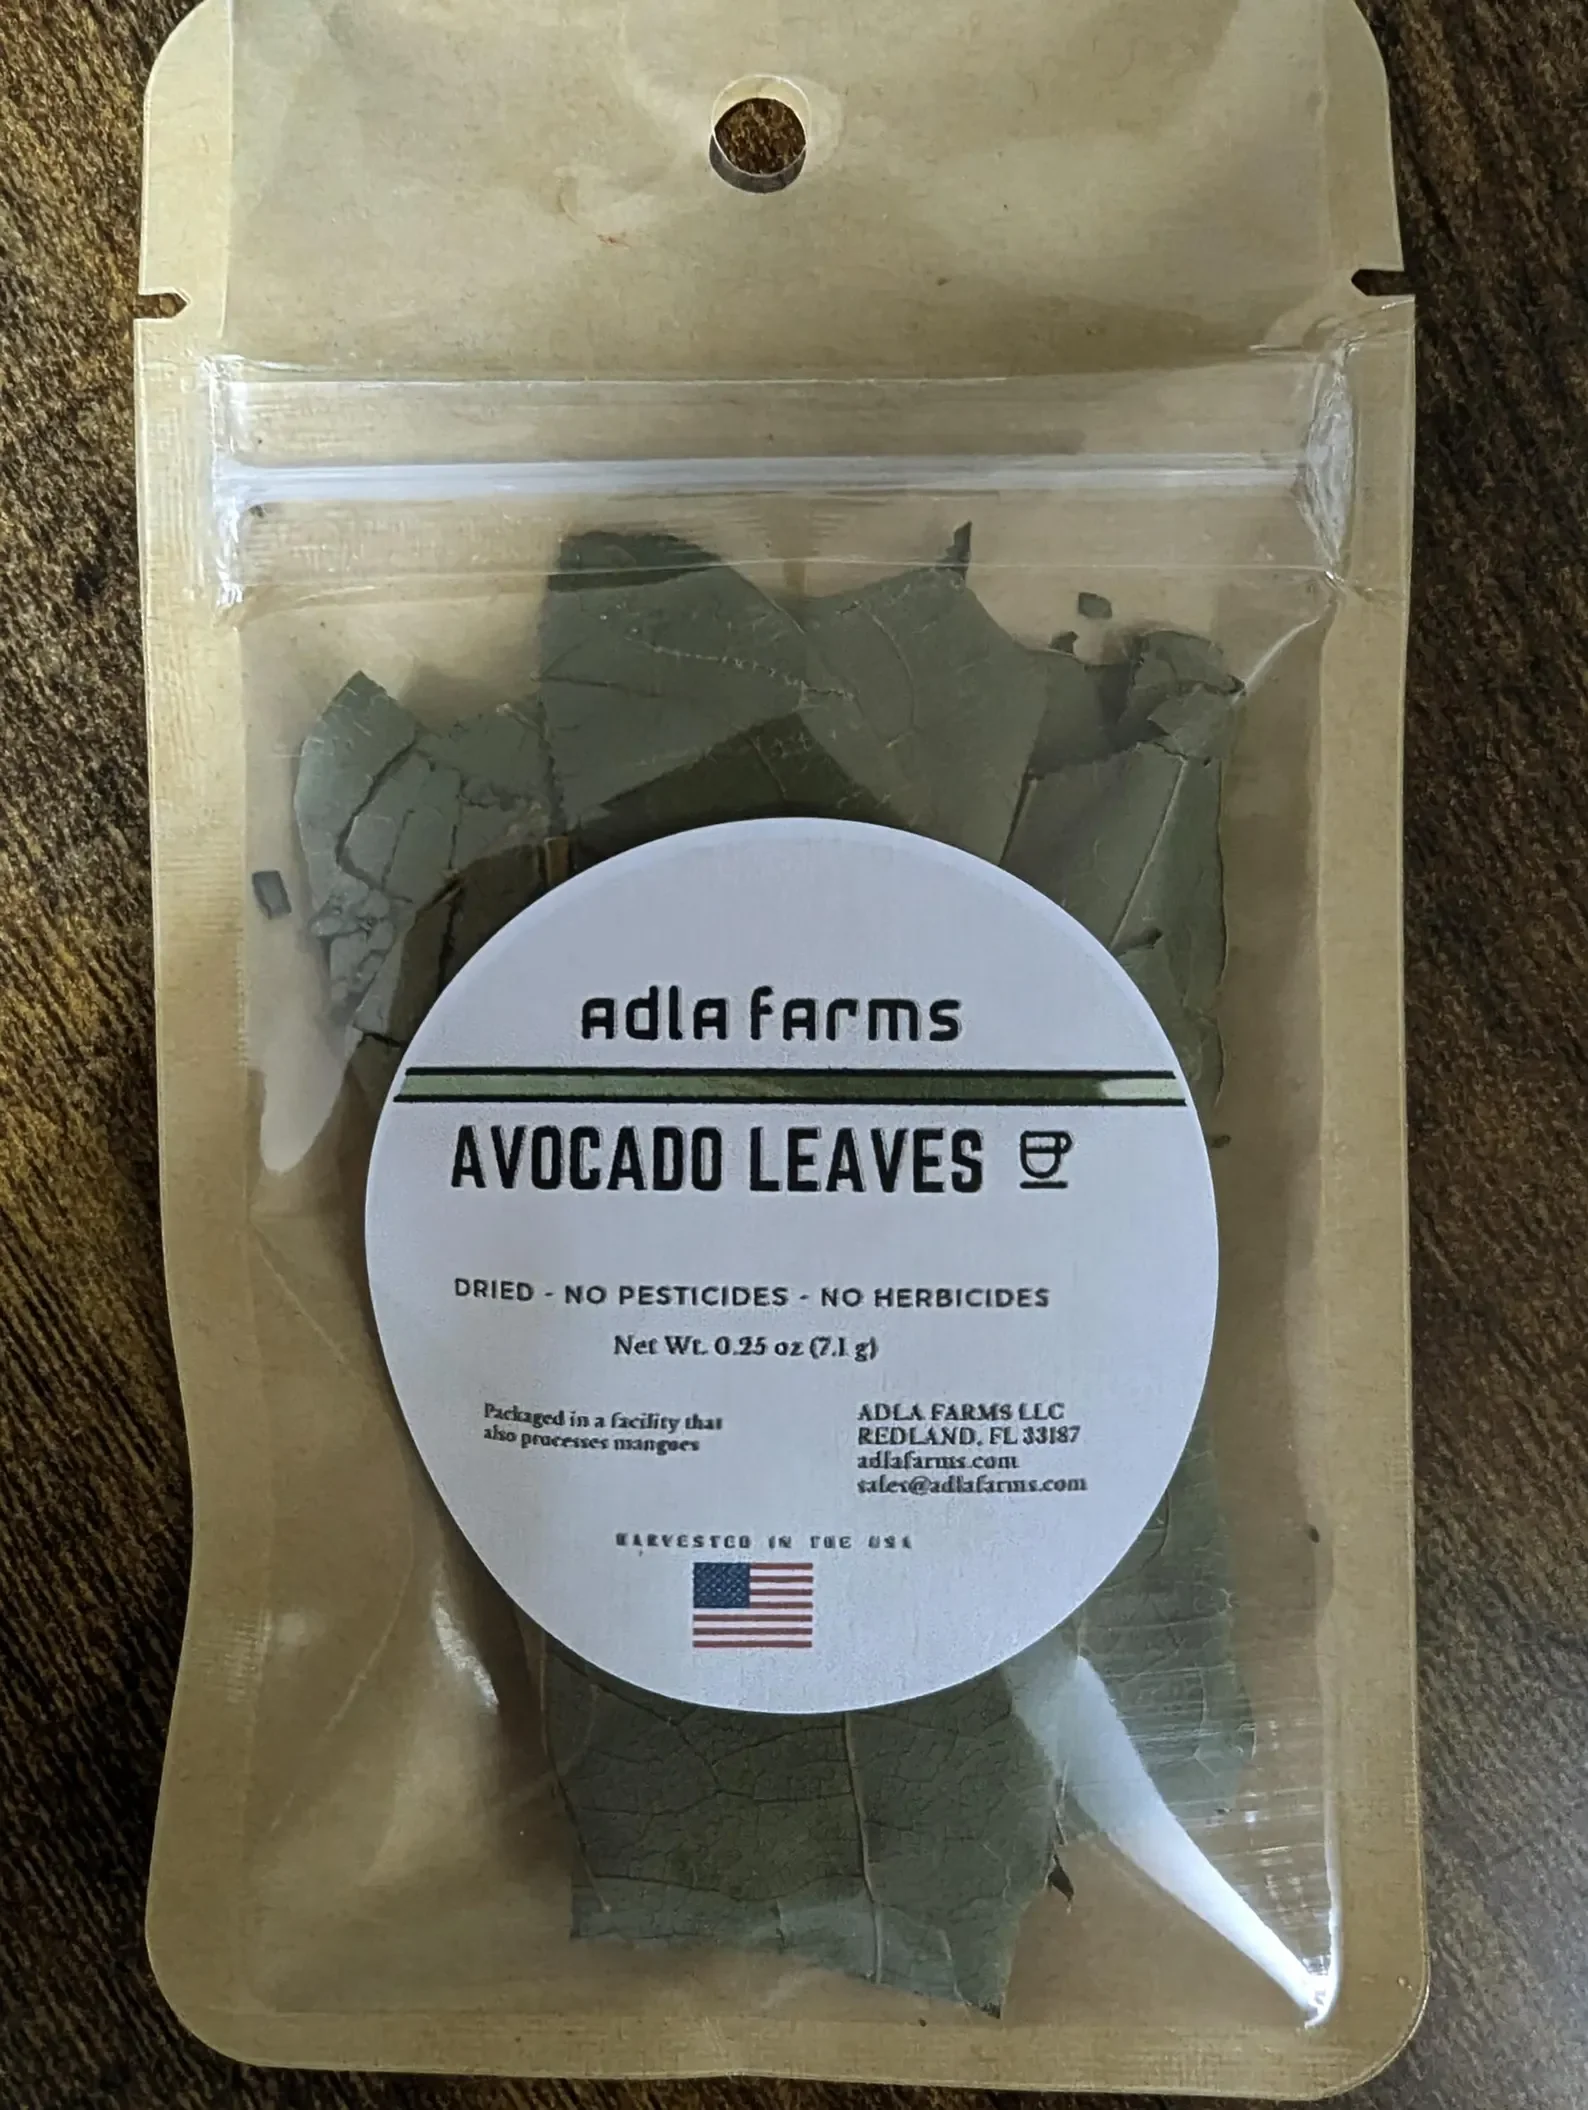 adla farms
AVOCADO LEAVES
DRIED - NO PESTICIDES - NO HERBICIDES
Net Wt. 0.25 oz (7.1 g)
Packaged in a facility that
also processes mangoes
ADLA FARMS LLC
REDLAND, FL 33187
adlafarms.com
sales@adlafarms.com
HARVESTED IN THE USA